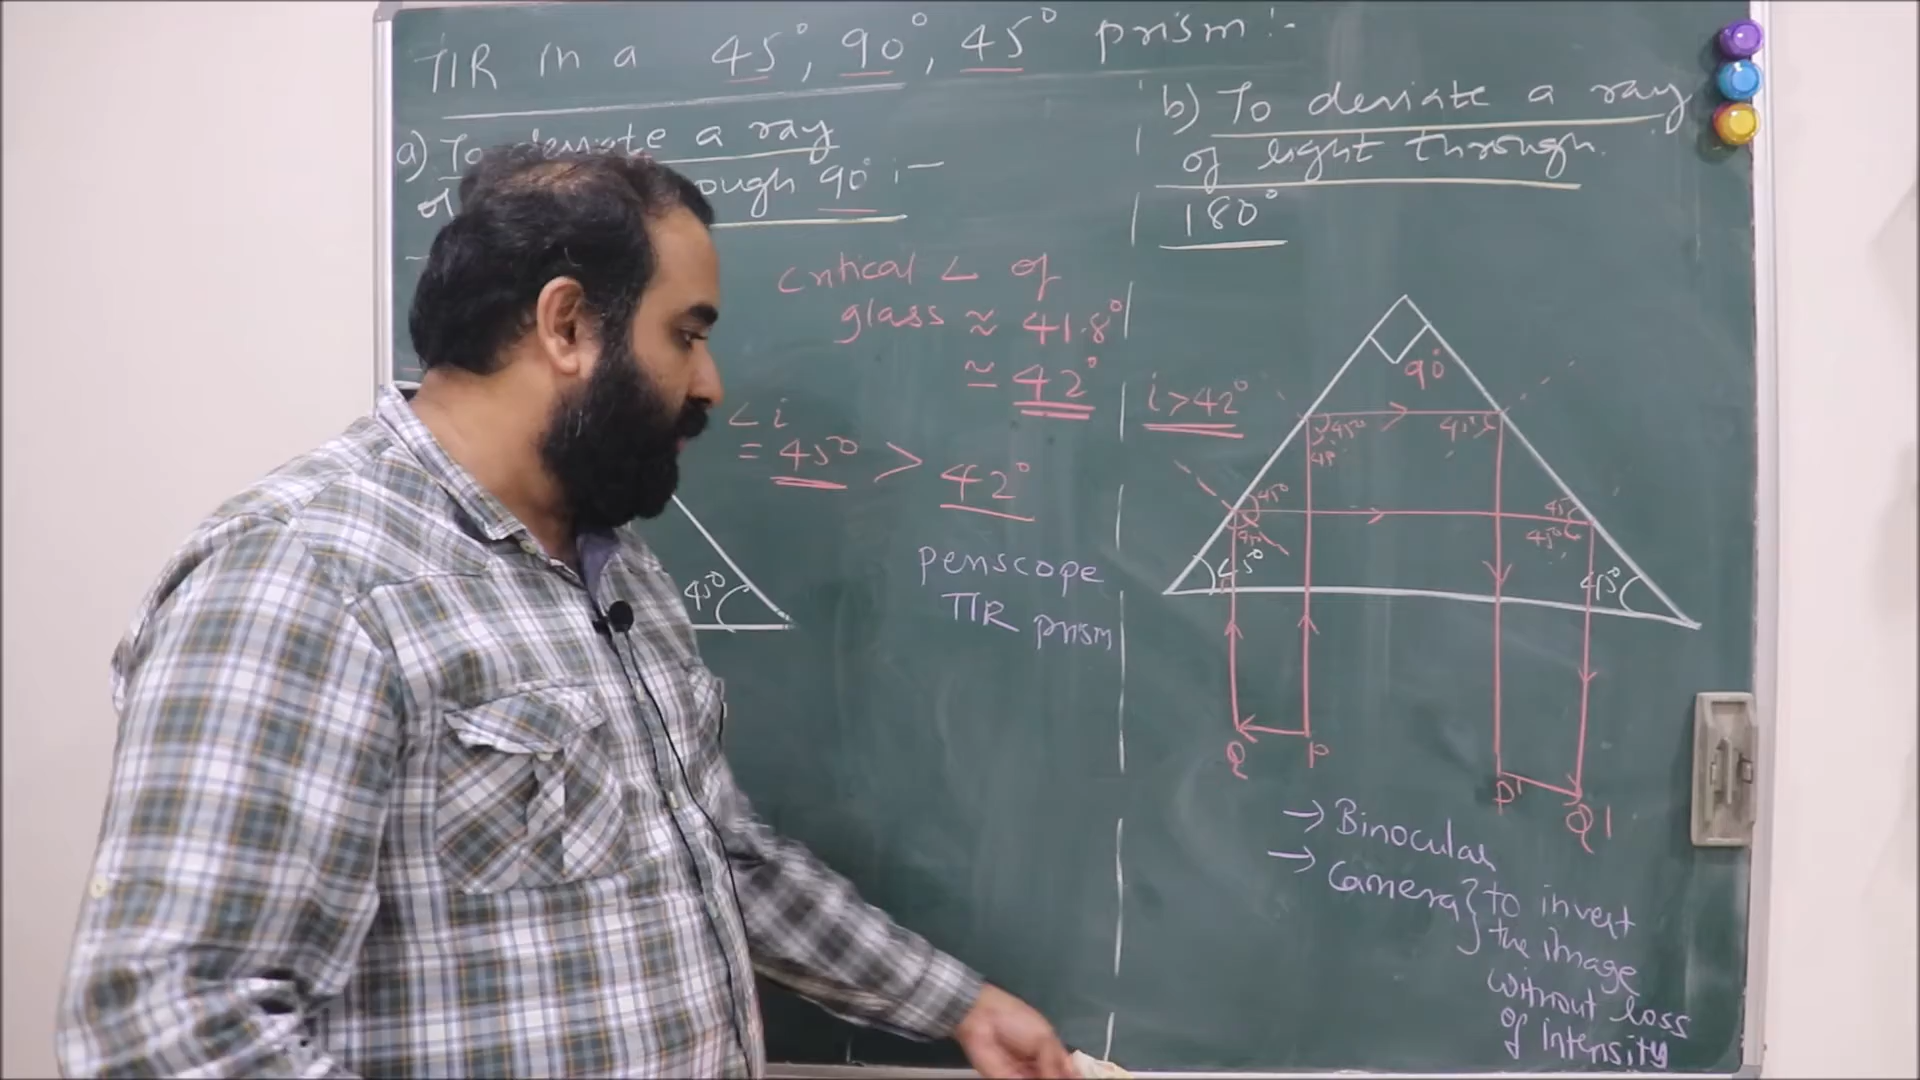 TIR in a 45°, 90°, 45° prism :-
a) To deviate a ray
of ough 90° :-
critical ∠ of
glass ≈ 41.8°
≈ 42°
∠ i
= 45° > 42°
45°
Periscope
TIR prism
b) To deviate a ray
of light through
180°
90°
i > 42°
45° 45°
45°
45° 45
45° 45°
45° 45°
Q P
P' Q'
→ Binocular
→ Camera } to invert
the image
without loss
of intensity